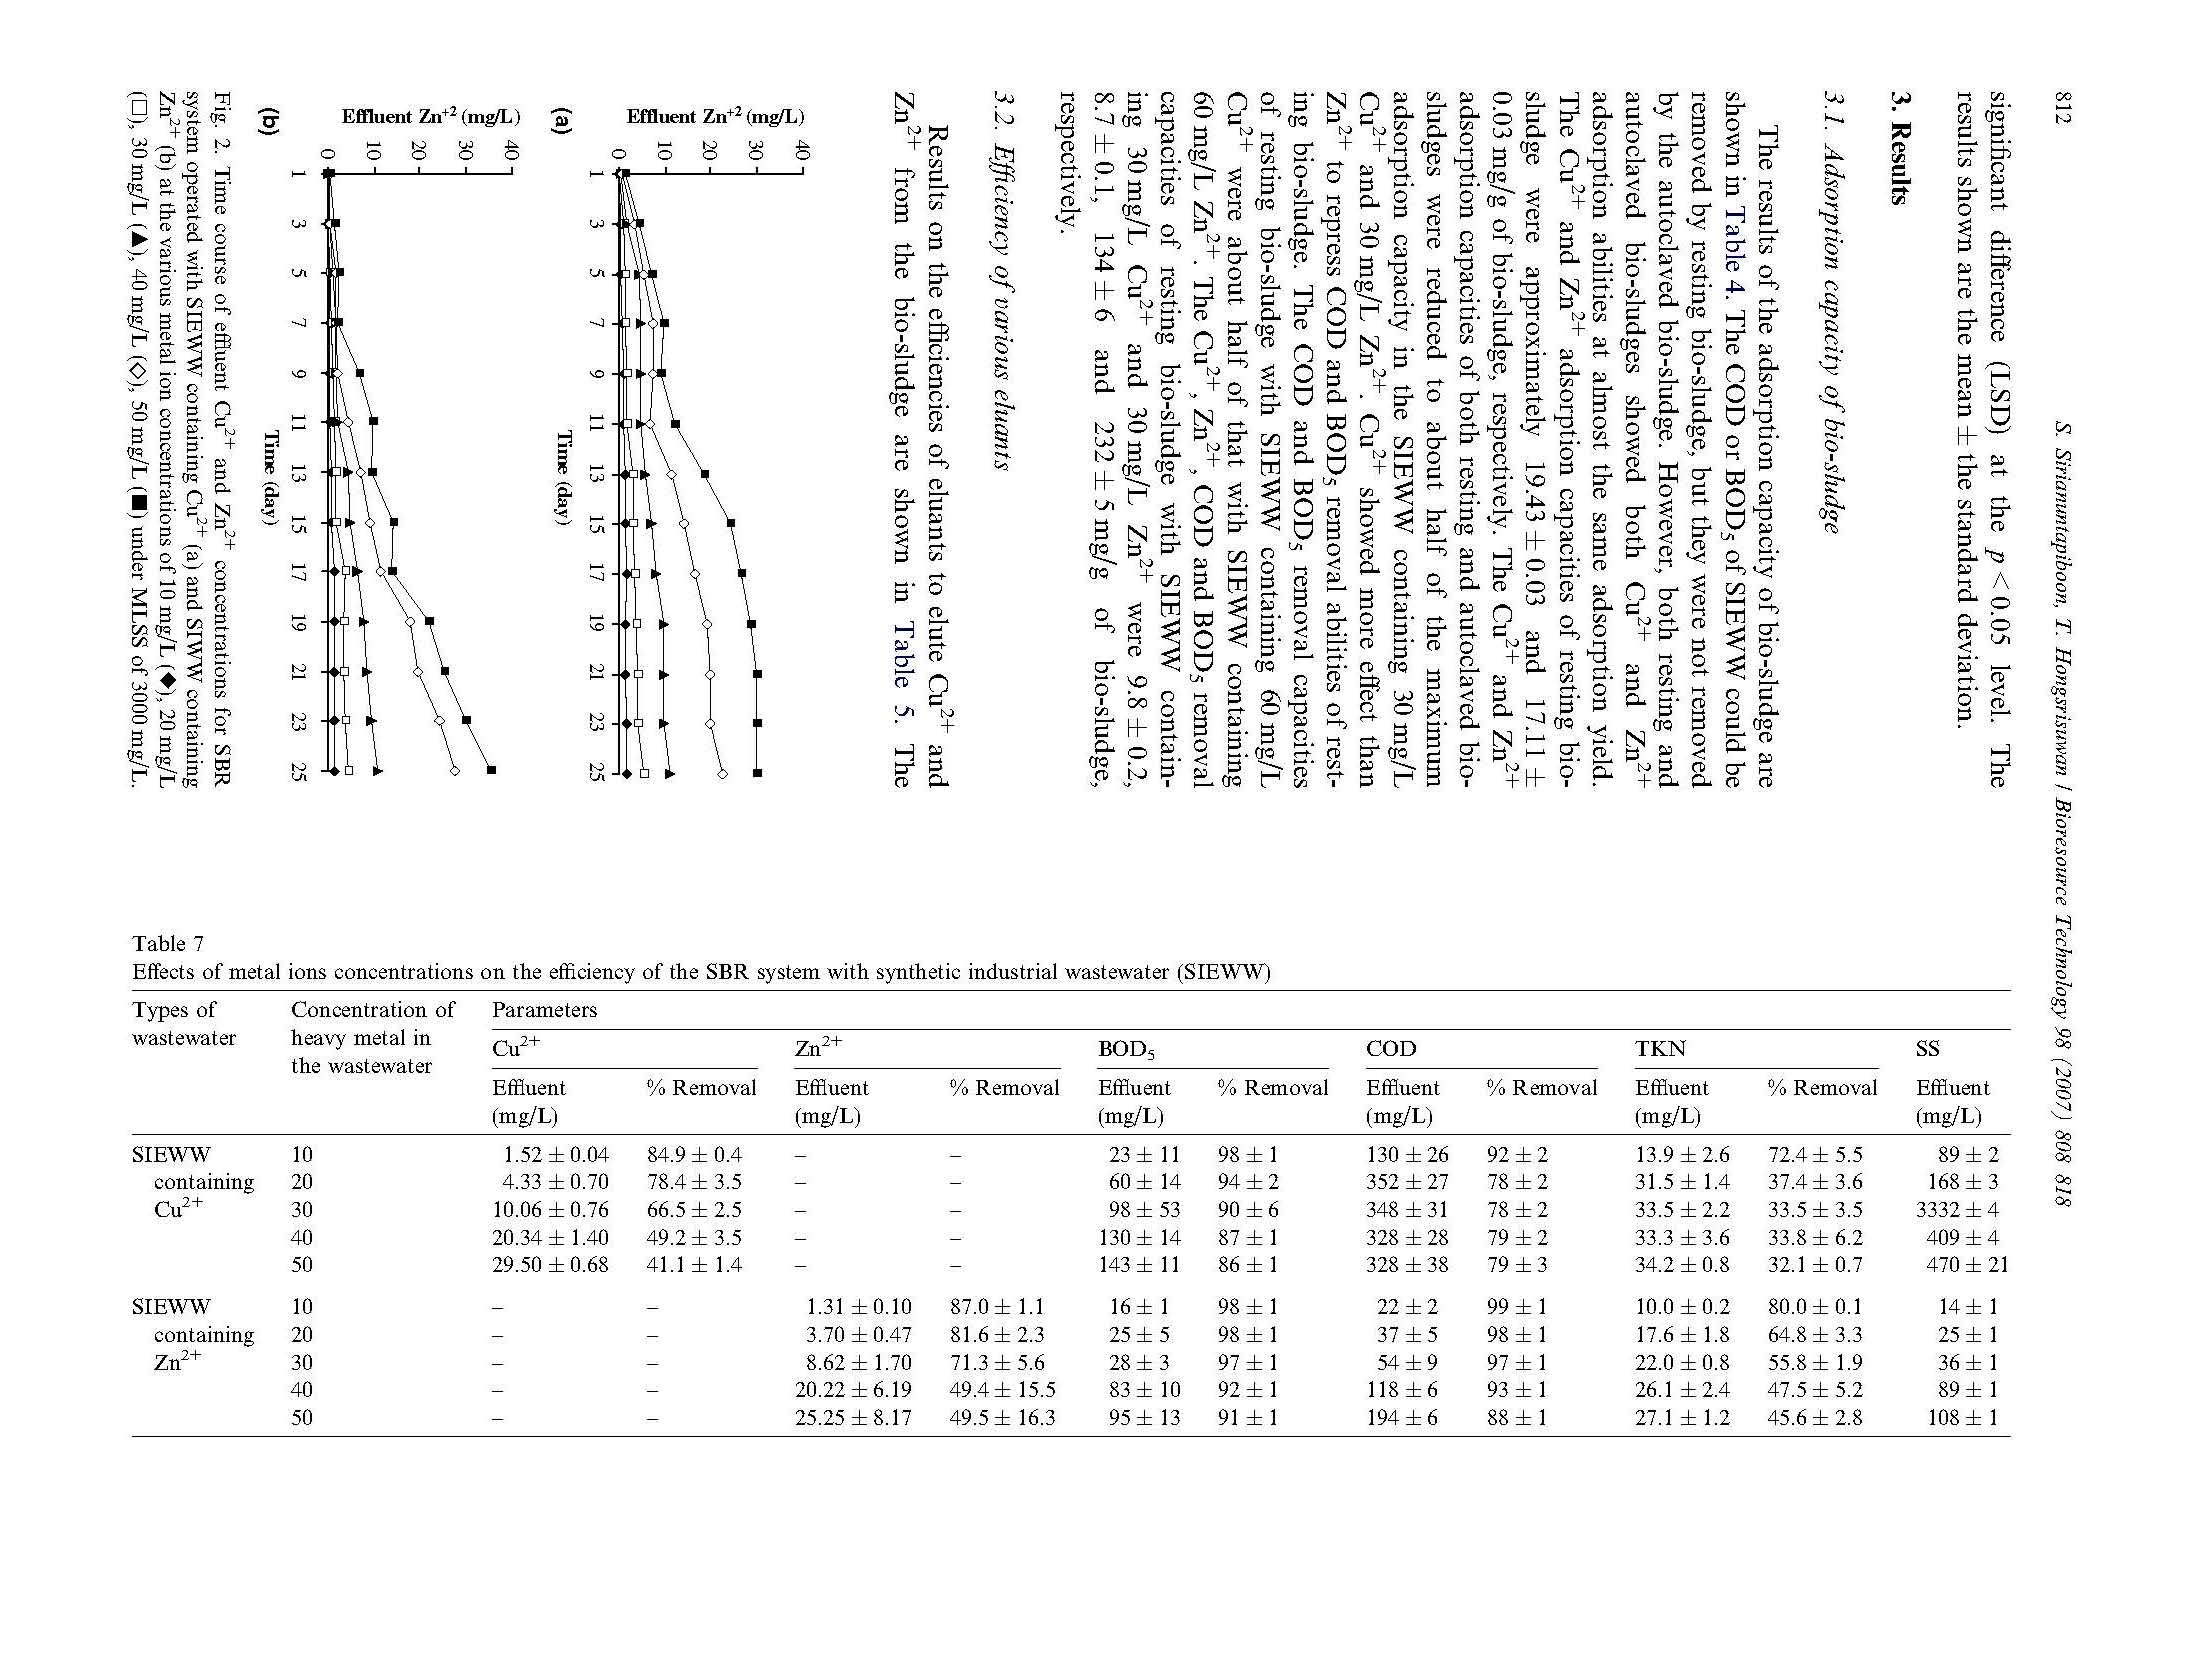 812
S. Sirianuntapiboon, T. Hongsrisuwan / Bioresource Technology 98 (2007) 808 818
significant difference (LSD) at the p < 0.05 level. The
results shown are the mean ± the standard deviation.
3. Results
3.1. Adsorption capacity of bio-sludge
The results of the adsorption capacity of bio-sludge are
shown in Table 4. The COD or BOD5 of SIEWW could be
removed by resting bio-sludge, but they were not removed
by the autoclaved bio-sludge. However, both resting and
autoclaved bio-sludges showed both Cu2+ and Zn2+
adsorption abilities at almost the same adsorption yield.
The Cu2+ and Zn2+ adsorption capacities of resting bio-
sludge were approximately 19.43 ± 0.03 and 17.11 ±
0.03 mg/g of bio-sludge, respectively. The Cu2+ and Zn2+
adsorption capacities of both resting and autoclaved bio-
sludges were reduced to about half of the maximum
adsorption capacity in the SIEWW containing 30 mg/L
Cu2+ and 30 mg/L Zn2+. Cu2+ showed more effect than
Zn2+ to repress COD and BOD5 removal abilities of rest-
ing bio-sludge. The COD and BOD5 removal capacities
of resting bio-sludge with SIEWW containing 60 mg/L
Cu2+ were about half of that with SIEWW containing
60 mg/L Zn2+. The Cu2+, Zn2+, COD and BOD5 removal
capacities of resting bio-sludge with SIEWW contain-
ing 30 mg/L Cu2+ and 30 mg/L Zn2+ were 9.8 ± 0.2,
8.7 ± 0.1, 134 ± 6 and 232 ± 5 mg/g of bio-sludge,
respectively.
3.2. Efficiency of various eluants
Results on the efficiencies of eluants to elute Cu2+ and
Zn2+ from the bio-sludge are shown in Table 5. The
Effluent Zn+2 (mg/L)
40
30
20
10
0
1 3 5 7 9 11 13 15 17 19 21 23 25
Time (day)
(a)
Effluent Zn+2 (mg/L)
40
30
20
10
0
1 3 5 7 9 11 13 15 17 19 21 23 25
Time (day)
(b)
Fig. 2. Time course of effluent Cu2+ and Zn2+ concentrations for SBR
system operated with SIEWW containing Cu2+ (a) and SIWW containing
Zn2+ (b) at the various metal ion concentrations of 10 mg/L (◆), 20 mg/L
(□), 30 mg/L (▲), 40 mg/L (◇), 50 mg/L (■) under MLSS of 3000 mg/L.
Table 7
Effects of metal ions concentrations on the efficiency of the SBR system with synthetic industrial wastewater (SIEWW)
Types of Concentration of Parameters
wastewater heavy metal in
the wastewater
Cu2+ Zn2+ BOD5 COD TKN SS
Effluent % Removal Effluent % Removal Effluent % Removal Effluent % Removal Effluent % Removal Effluent
(mg/L) (mg/L) (mg/L) (mg/L) (mg/L) (mg/L)
SIEWW 10 1.52 ± 0.04 84.9 ± 0.4 – – 23 ± 11 98 ± 1 130 ± 26 92 ± 2 13.9 ± 2.6 72.4 ± 5.5 89 ± 2
containing 20 4.33 ± 0.70 78.4 ± 3.5 – – 60 ± 14 94 ± 2 352 ± 27 78 ± 2 31.5 ± 1.4 37.4 ± 3.6 168 ± 3
Cu2+ 30 10.06 ± 0.76 66.5 ± 2.5 – – 98 ± 53 90 ± 6 348 ± 31 78 ± 2 33.5 ± 2.2 33.5 ± 3.5 3332 ± 4
40 20.34 ± 1.40 49.2 ± 3.5 – – 130 ± 14 87 ± 1 328 ± 28 79 ± 2 33.3 ± 3.6 33.8 ± 6.2 409 ± 4
50 29.50 ± 0.68 41.1 ± 1.4 – – 143 ± 11 86 ± 1 328 ± 38 79 ± 3 34.2 ± 0.8 32.1 ± 0.7 470 ± 21
SIEWW 10 – – 1.31 ± 0.10 87.0 ± 1.1 16 ± 1 98 ± 1 22 ± 2 99 ± 1 10.0 ± 0.2 80.0 ± 0.1 14 ± 1
containing 20 – – 3.70 ± 0.47 81.6 ± 2.3 25 ± 5 98 ± 1 37 ± 5 98 ± 1 17.6 ± 1.8 64.8 ± 3.3 25 ± 1
Zn2+ 30 – – 8.62 ± 1.70 71.3 ± 5.6 28 ± 3 97 ± 1 54 ± 9 97 ± 1 22.0 ± 0.8 55.8 ± 1.9 36 ± 1
40 – – 20.22 ± 6.19 49.4 ± 15.5 83 ± 10 92 ± 1 118 ± 6 93 ± 1 26.1 ± 2.4 47.5 ± 5.2 89 ± 1
50 – – 25.25 ± 8.17 49.5 ± 16.3 95 ± 13 91 ± 1 194 ± 6 88 ± 1 27.1 ± 1.2 45.6 ± 2.8 108 ± 1